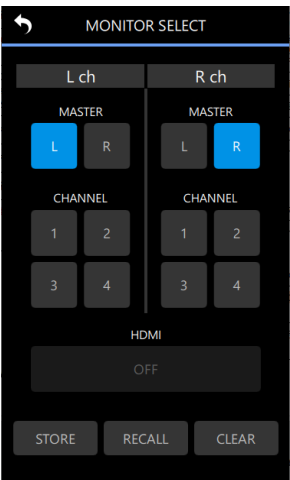 MONITOR SELECT
L ch R ch
MASTER MASTER
L R L R
CHANNEL CHANNEL
1 2 1 2
3 4 3 4
HDMI
OFF
STORE RECALL CLEAR